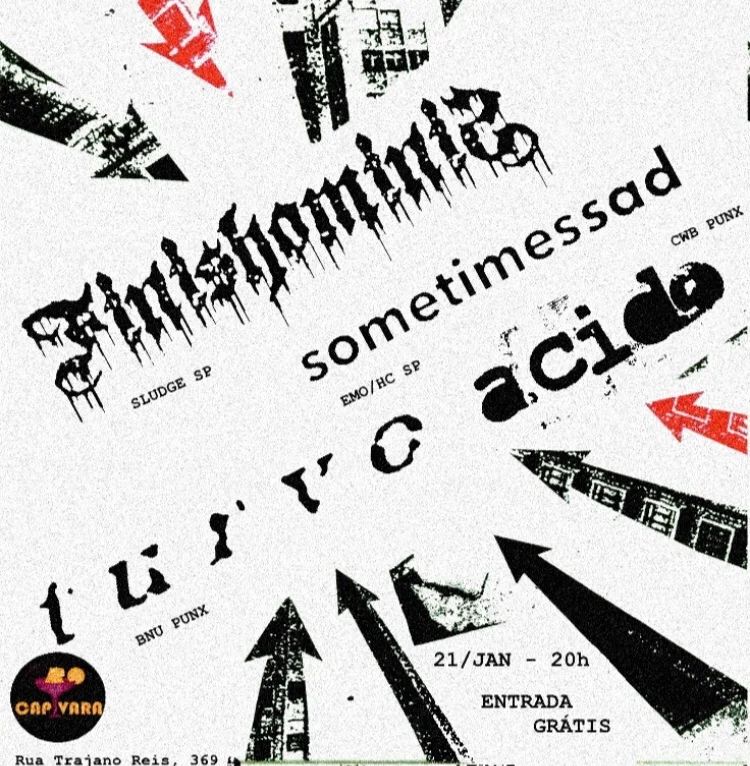 Finishominis
SLUDGE SP
sometimessad
EMO/HC SP
CWB PUNX
acido
turvo
BNU PUNX
CAPIVARA
Rua Trajano Reis, 369
21/JAN - 20h
ENTRADA
GRÁTIS